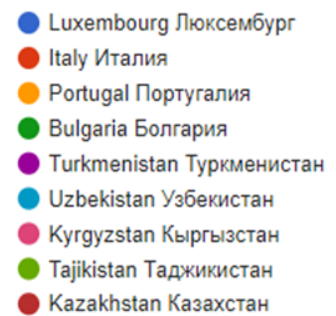 Luxembourg Люксембург
Italy Италия
Portugal Португалия
Bulgaria Болгария
Turkmenistan Туркменистан
Uzbekistan Узбекистан
Kyrgyzstan Кыргызстан
Tajikistan Таджикистан
Kazakhstan Казахстан